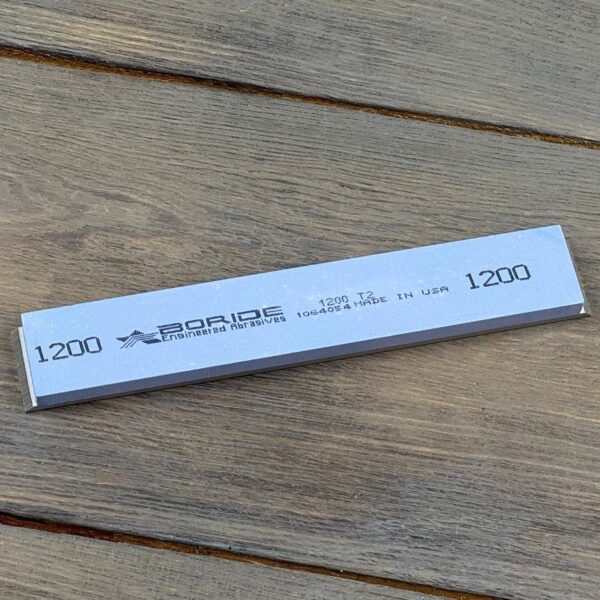 1200
BORIDE
Engineered Abrasives
1200 T2
1064054 MADE IN USA
1200